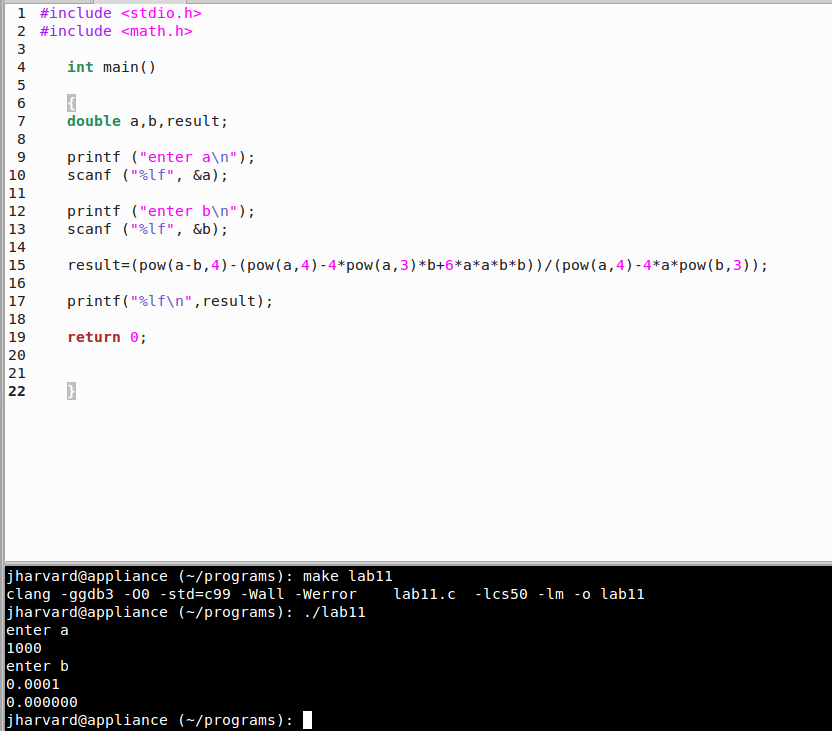 1 #include <stdio.h>
2 #include <math.h>
3
4 int main()
5
6 {
7 double a,b,result;
8
9 printf ("enter a\n");
10 scanf ("%lf", &a);
11
12 printf ("enter b\n");
13 scanf ("%lf", &b);
14
15 result=(pow(a-b,4)-(pow(a,4)-4*pow(a,3)*b+6*a*a*b*b))/(pow(a,4)-4*a*pow(b,3));
16
17 printf("%lf\n",result);
18
19 return 0;
20
21
22 }
jharvard@appliance (~/programs): make lab11
clang -ggdb3 -O0 -std=c99 -Wall -Werror    lab11.c  -lcs50 -lm -o lab11
jharvard@appliance (~/programs): ./lab11
enter a
1000
enter b
0.0001
0.000000
jharvard@appliance (~/programs):